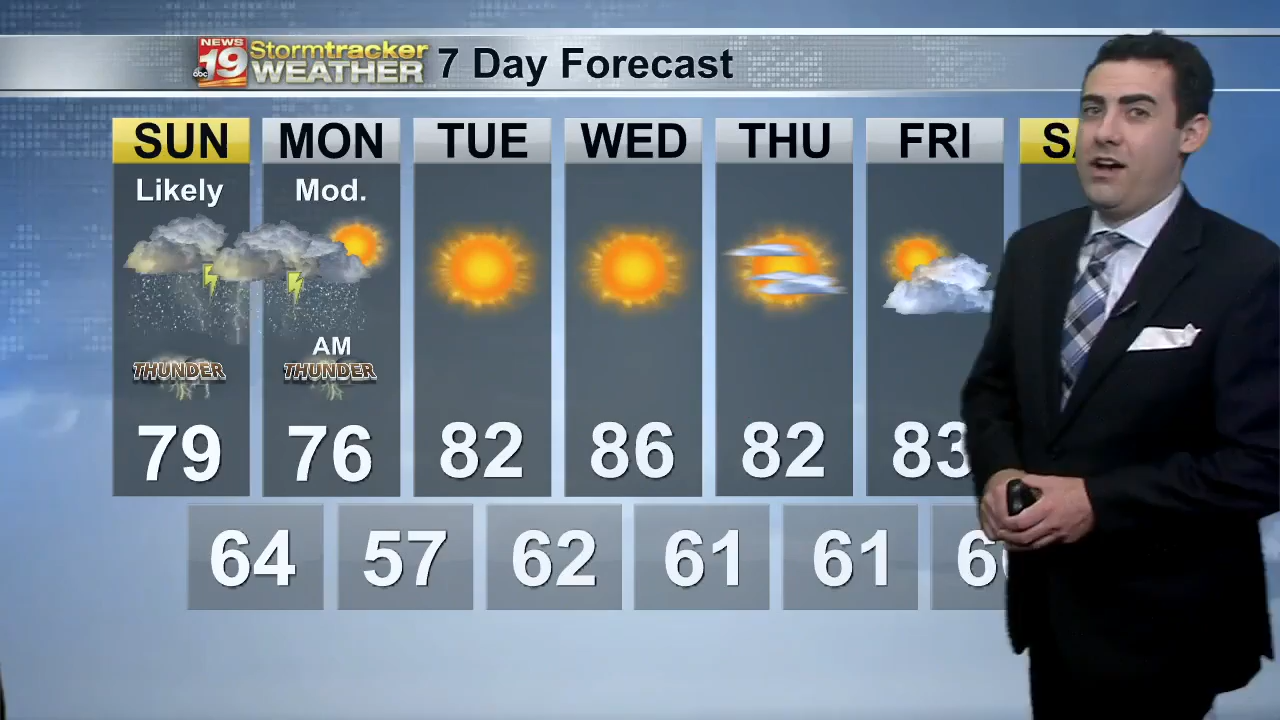 NEWS
abc 19
Stormtracker
WEATHER
7 Day Forecast
SUN MON TUE WED THU FRI
Likely Mod.
AM
THUNDER THUNDER
79 76 82 86 82 83
64 57 62 61 61